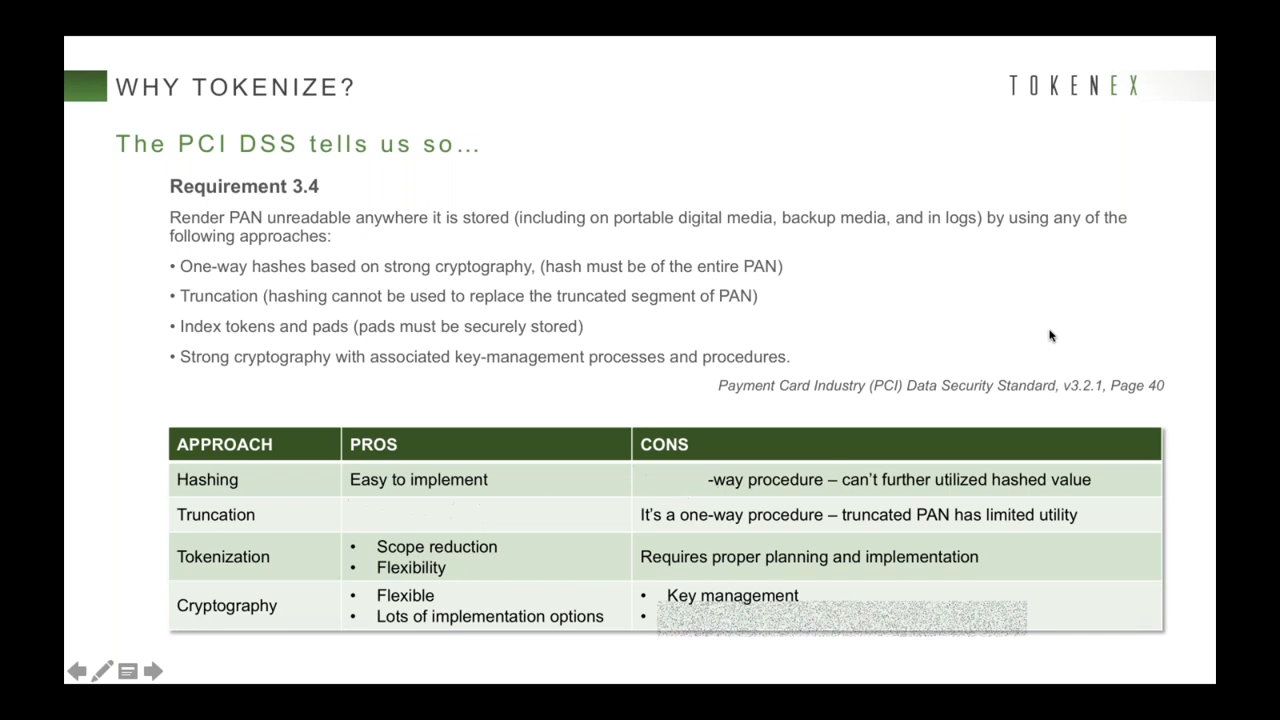 WHY TOKENIZE?
TOKENEX
The PCI DSS tells us so...
Requirement 3.4
Render PAN unreadable anywhere it is stored (including on portable digital media, backup media, and in logs) by using any of the
following approaches:
• One-way hashes based on strong cryptography, (hash must be of the entire PAN)
• Truncation (hashing cannot be used to replace the truncated segment of PAN)
• Index tokens and pads (pads must be securely stored)
• Strong cryptography with associated key-management processes and procedures.
Payment Card Industry (PCI) Data Security Standard, v3.2.1, Page 40
APPROACH PROS CONS
Hashing Easy to implement -way procedure – can't further utilized hashed value
Truncation It's a one-way procedure – truncated PAN has limited utility
Tokenization • Scope reduction
• Flexibility
Requires proper planning and implementation
Cryptography • Flexible
• Lots of implementation options
• Key management
•